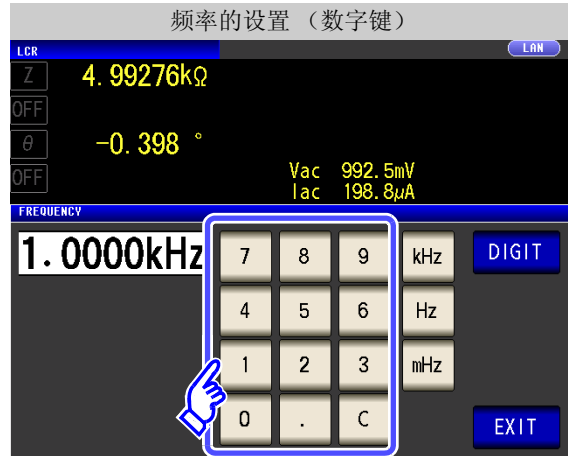 频率的设置 （数字键）
LCR LAN
Z 4.99276kΩ
OFF
θ -0.398 °
OFF Vac 992.5mV
Iac 198.8μA
FREQUENCY
1.0000kHz 7 8 9 kHz DIGIT
4 5 6 Hz
1 2 3 mHz
0 . C EXIT